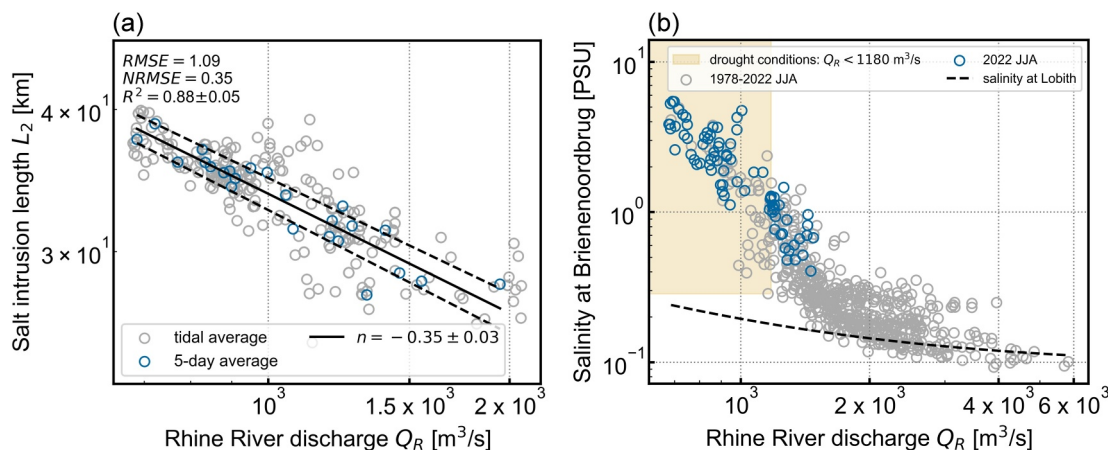 (a)
RMSE = 1.09
NRMSE = 0.35
R² = 0.88±0.05
4 × 10¹
3 × 10¹
Salt intrusion length L₂ [km]
tidal average
5-day average
n = − 0.35 ± 0.03
10³
1.5 × 10³
2 × 10³
Rhine River discharge Q_R [m³/s]
(b)
drought conditions: Q_R < 1180 m³/s
1978-2022 JJA
2022 JJA
salinity at Lobith
10¹
10⁰
10⁻¹
Salinity at Brienenoordbrug [PSU]
10³
2 × 10³
4 × 10³
6 × 10³
Rhine River discharge Q_R [m³/s]